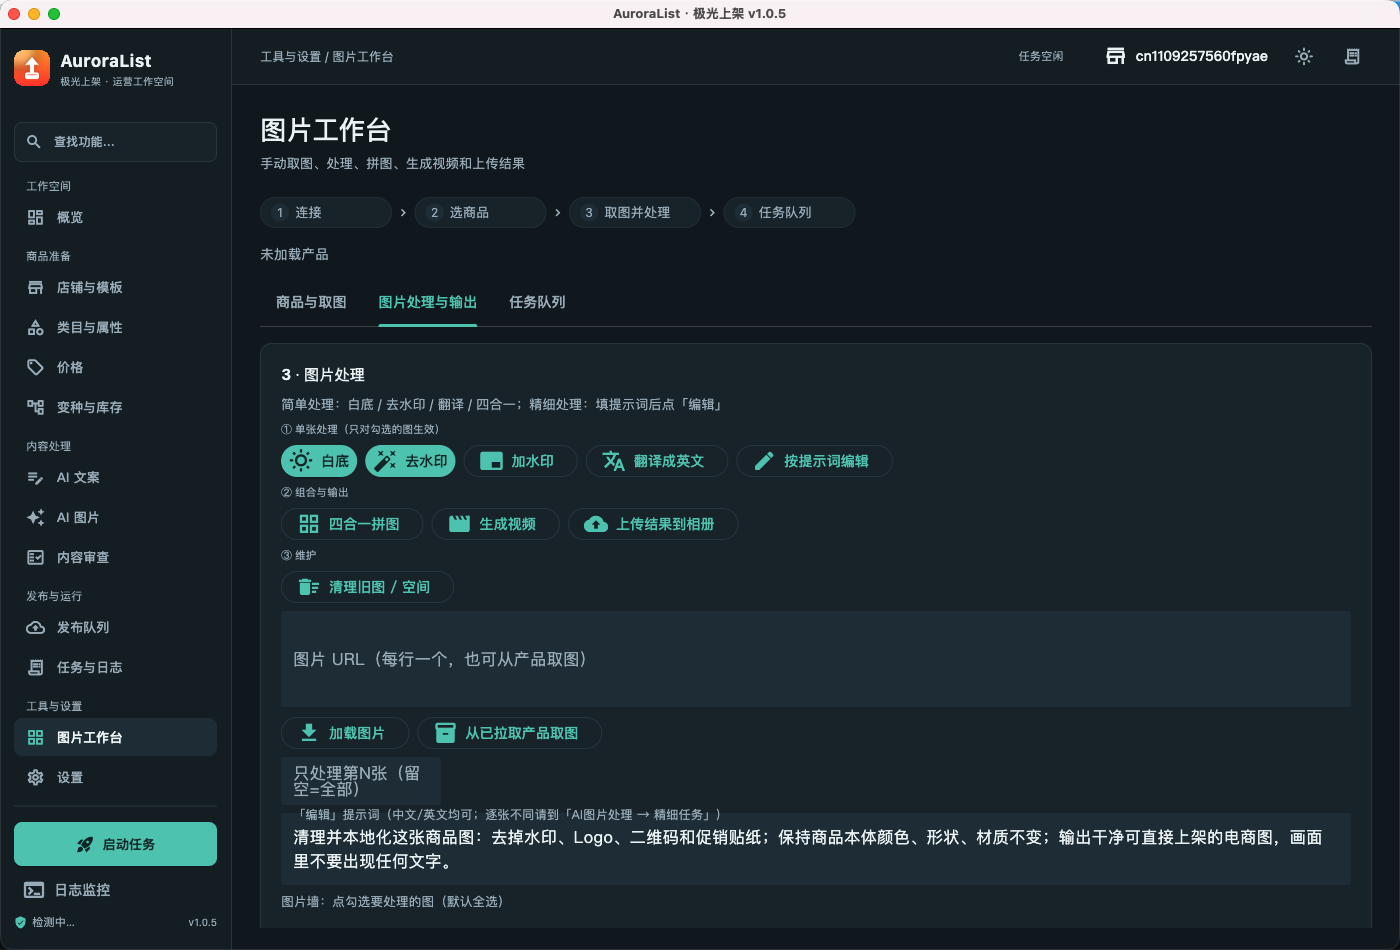 AuroraList · 极光上架 v1.0.5
AuroraList
极光上架 · 运营工作空间
查找功能...
工作空间
概览
商品准备
店铺与模板
类目与属性
价格
变种与库存
内容处理
AI 文案
AI 图片
内容审查
发布与运行
发布队列
任务与日志
工具与设置
图片工作台
设置
启动任务
日志监控
检测中...
v1.0.5
工具与设置 / 图片工作台
任务空闲
cn1109257560fpyae
图片工作台
手动取图、处理、拼图、生成视频和上传结果
1 连接 › 2 选商品 › 3 取图并处理 › 4 任务队列
未加载产品
商品与取图 图片处理与输出 任务队列
3 · 图片处理
简单处理：白底 / 去水印 / 翻译 / 四合一；精细处理：填提示词后点「编辑」
① 单张处理（只对勾选的图生效）
白底 去水印 加水印 翻译成英文 按提示词编辑
② 组合与输出
四合一拼图 生成视频 上传结果到相册
③ 维护
清理旧图 / 空间
图片 URL（每行一个，也可从产品取图）
加载图片 从已拉取产品取图
只处理第N张（留
空=全部）
「编辑」提示词（中文/英文均可；逐张不同请到「AI图片处理 → 精细任务」）
清理并本地化这张商品图：去掉水印、Logo、二维码和促销贴纸；保持商品本体颜色、形状、材质不变；输出干净可直接上架的电商图，画面
里不要出现任何文字。
图片墙：点勾选要处理的图（默认全选）